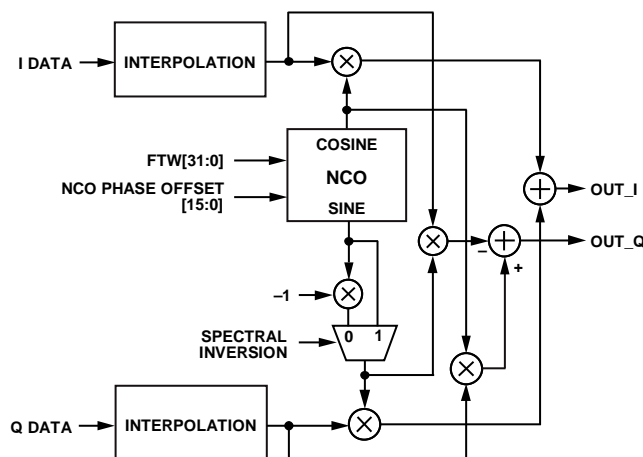 I DATA
INTERPOLATION
COSINE
FTW[31:0]
NCO
NCO PHASE OFFSET
[15:0]
SINE
OUT_I
OUT_Q
–
+
–1
0 1
SPECTRAL
INVERSION
Q DATA
INTERPOLATION